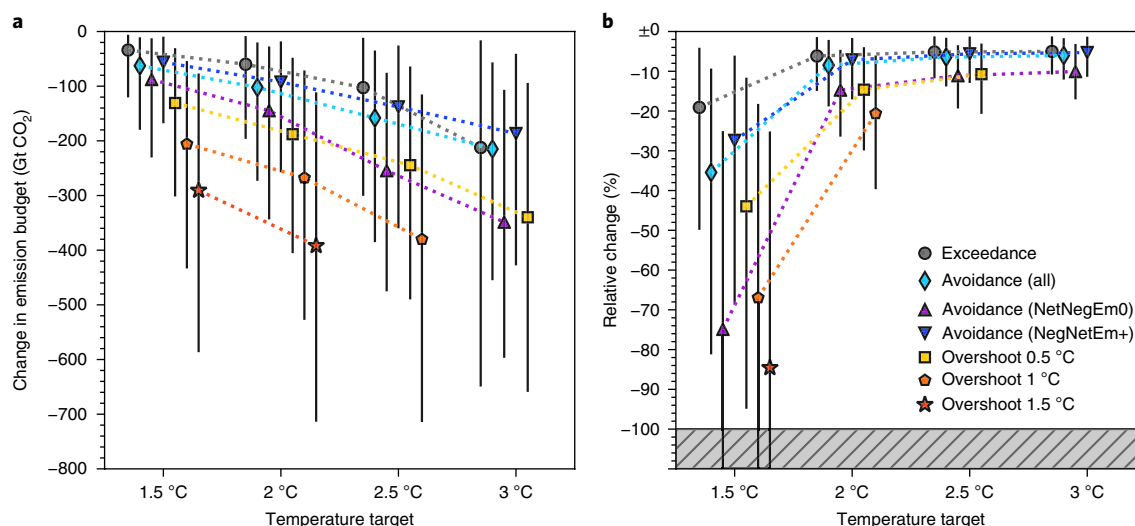 a
Change in emission budget (Gt CO2)
0
−100
−200
−300
−400
−500
−600
−700
−800
1.5 °C
2 °C
2.5 °C
3 °C
Temperature target
b
Relative change (%)
±0
−10
−20
−30
−40
−50
−60
−70
−80
−90
−100
Exceedance
Avoidance (all)
Avoidance (NetNegEm0)
Avoidance (NegNetEm+)
Overshoot 0.5 °C
Overshoot 1 °C
Overshoot 1.5 °C
1.5 °C
2 °C
2.5 °C
3 °C
Temperature target